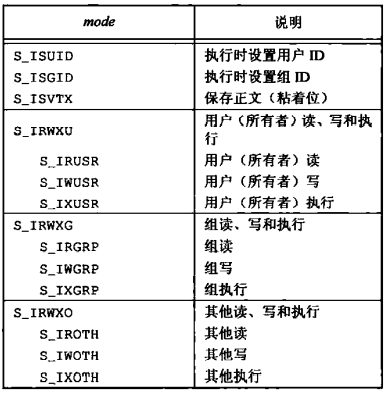 mode 说明
S_ISUID 执行时设置用户 ID
S_ISGID 执行时设置组 ID
S_ISVTX 保存正文（粘着位）
S_IRWXU 用户（所有者）读、写和执行
S_IRUSR 用户（所有者）读
S_IWUSR 用户（所有者）写
S_IXUSR 用户（所有者）执行
S_IRWXG 组读、写和执行
S_IRGRP 组读
S_IWGRP 组写
S_IXGRP 组执行
S_IRWXO 其他读、写和执行
S_IROTH 其他读
S_IWOTH 其他写
S_IXOTH 其他执行